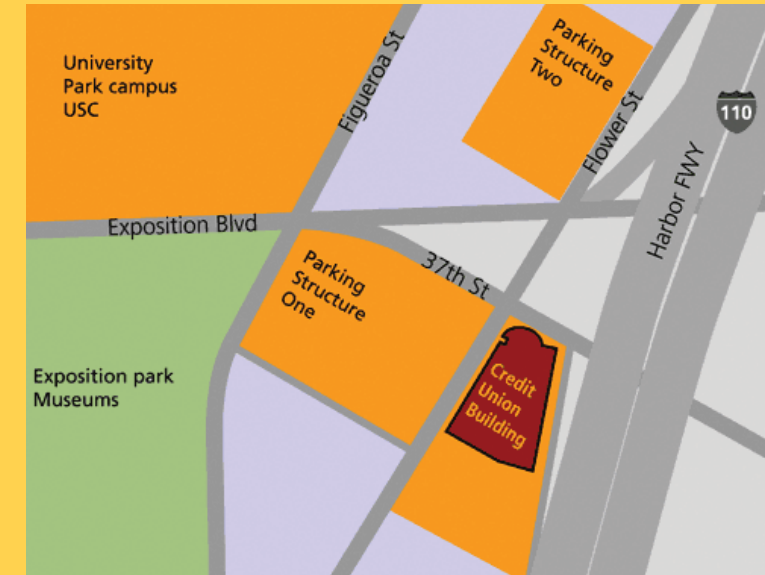 University
Park campus
USC
Figueroa St
Parking
Structure
Two
Flower St
110
Harbor FWY
Exposition Blvd
37th St
Parking
Structure
One
Exposition park
Museums
Credit
Union
Building